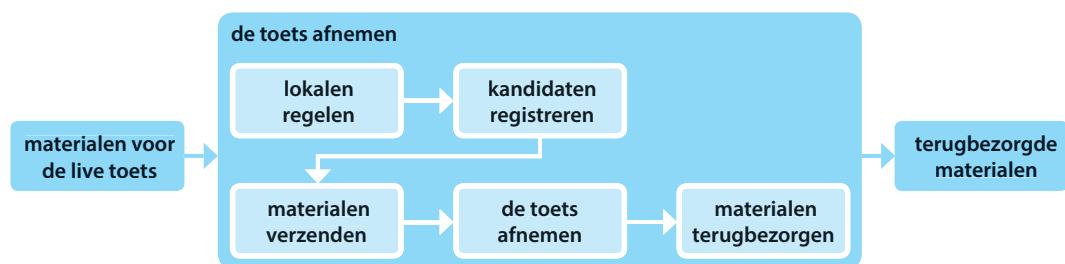 de toets afnemen
lokalen
regelen
kandidaten
registreren
materialen voor
de live toets
terugbezorgde
materialen
materialen
verzenden
de toets
afnemen
materialen
terugbezorgen